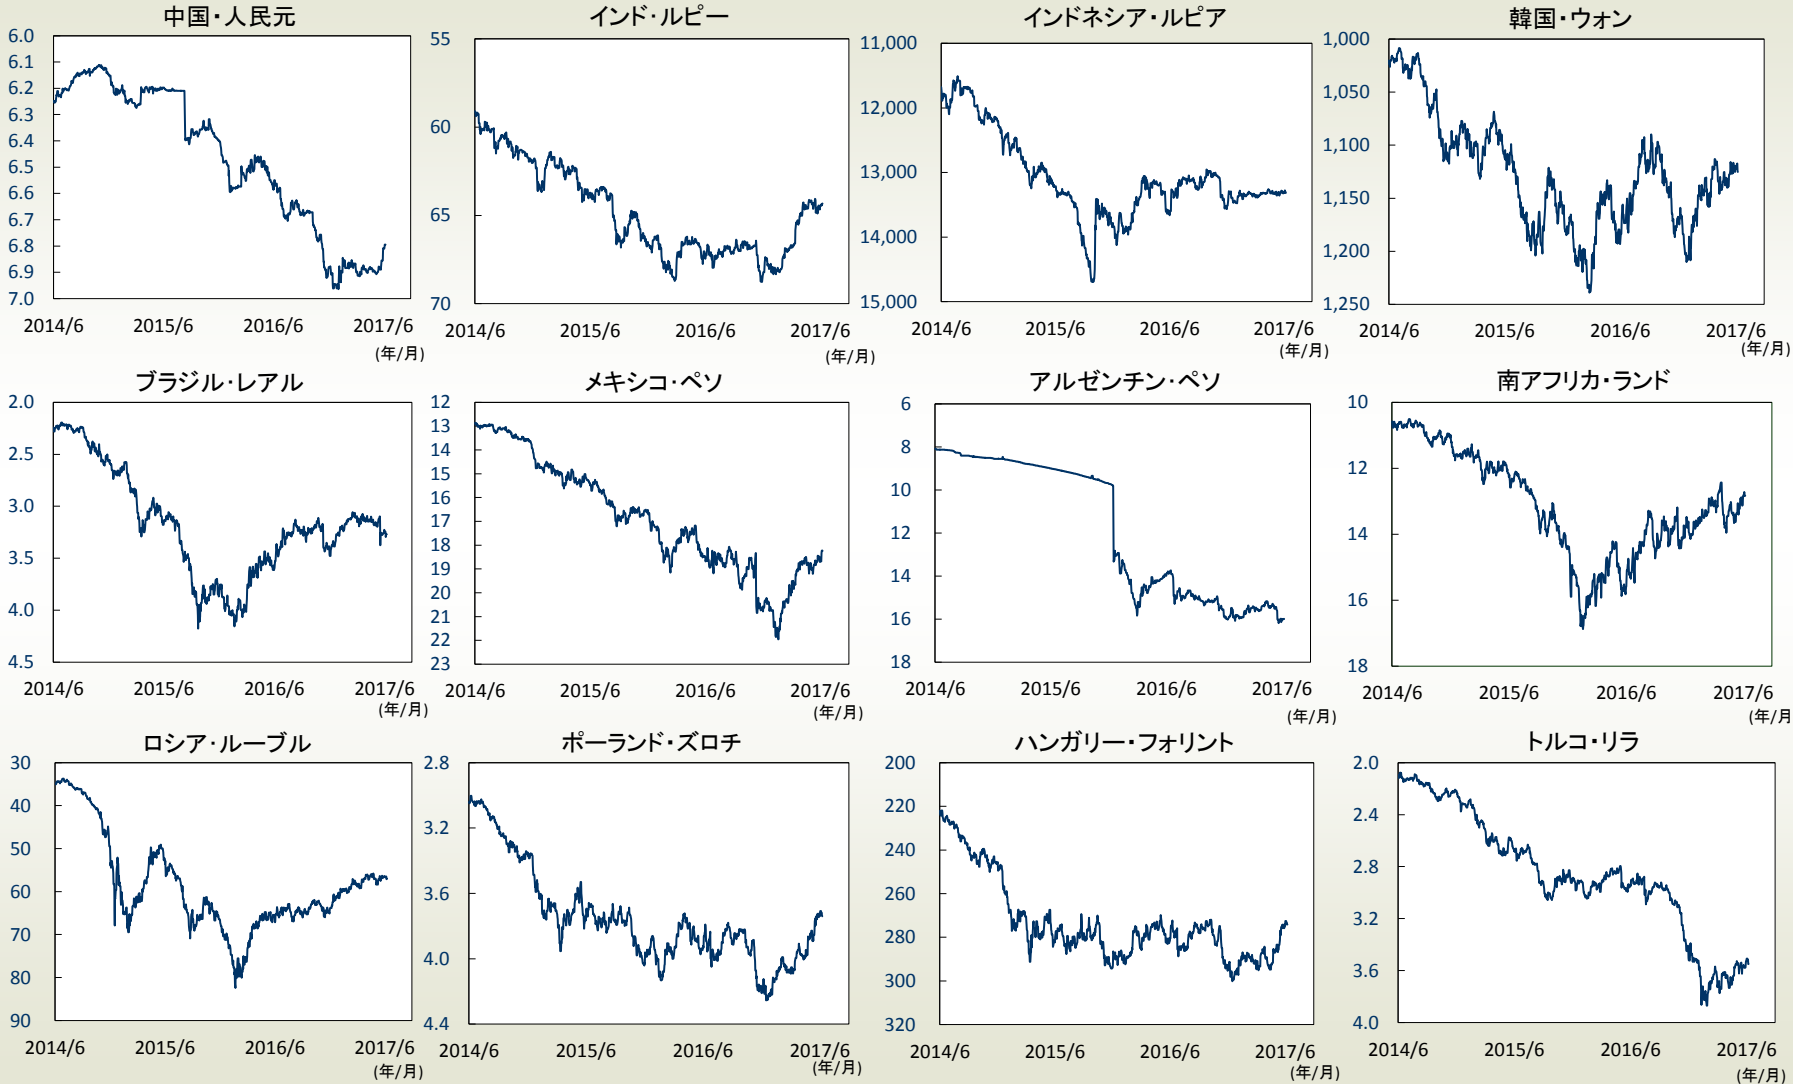 中国・人民元
6.0
6.1
6.2
6.3
6.4
6.5
6.6
6.7
6.8
6.9
7.0
2014/6 2015/6 2016/6 2017/6
(年/月)
インド・ルピー
55
60
65
70
2014/6 2015/6 2016/6 2017/6
(年/月)
インドネシア・ルピア
11,000
12,000
13,000
14,000
15,000
2014/6 2015/6 2016/6 2017/6
韓国・ウォン
1,000
1,050
1,100
1,150
1,200
1,250
2014/6 2015/6 2016/6 2017/6
(年/月)
ブラジル・レアル
2.0
2.5
3.0
3.5
4.0
4.5
2014/6 2015/6 2016/6 2017/6
(年/月)
メキシコ・ペソ
12
13
14
15
16
17
18
19
20
21
22
23
2014/6 2015/6 2016/6 2017/6
(年/月)
アルゼンチン・ペソ
6
8
10
12
14
16
18
2014/6 2015/6 2016/6 2017/6
(年/月)
南アフリカ・ランド
10
12
14
16
18
2014/6 2015/6 2016/6 2017/6
(年/月)
ロシア・ルーブル
30
40
50
60
70
80
90
2014/6 2015/6 2016/6 2017/6
(年/月)
ポーランド・ズロチ
2.8
3.2
3.6
4.0
4.4
2014/6 2015/6 2016/6 2017/6
(年/月)
ハンガリー・フォリント
200
220
240
260
280
300
320
2014/6 2015/6 2016/6 2017/6
(年/月)
トルコ・リラ
2.0
2.4
2.8
3.2
3.6
4.0
2014/6 2015/6 2016/6 2017/6
(年/月)